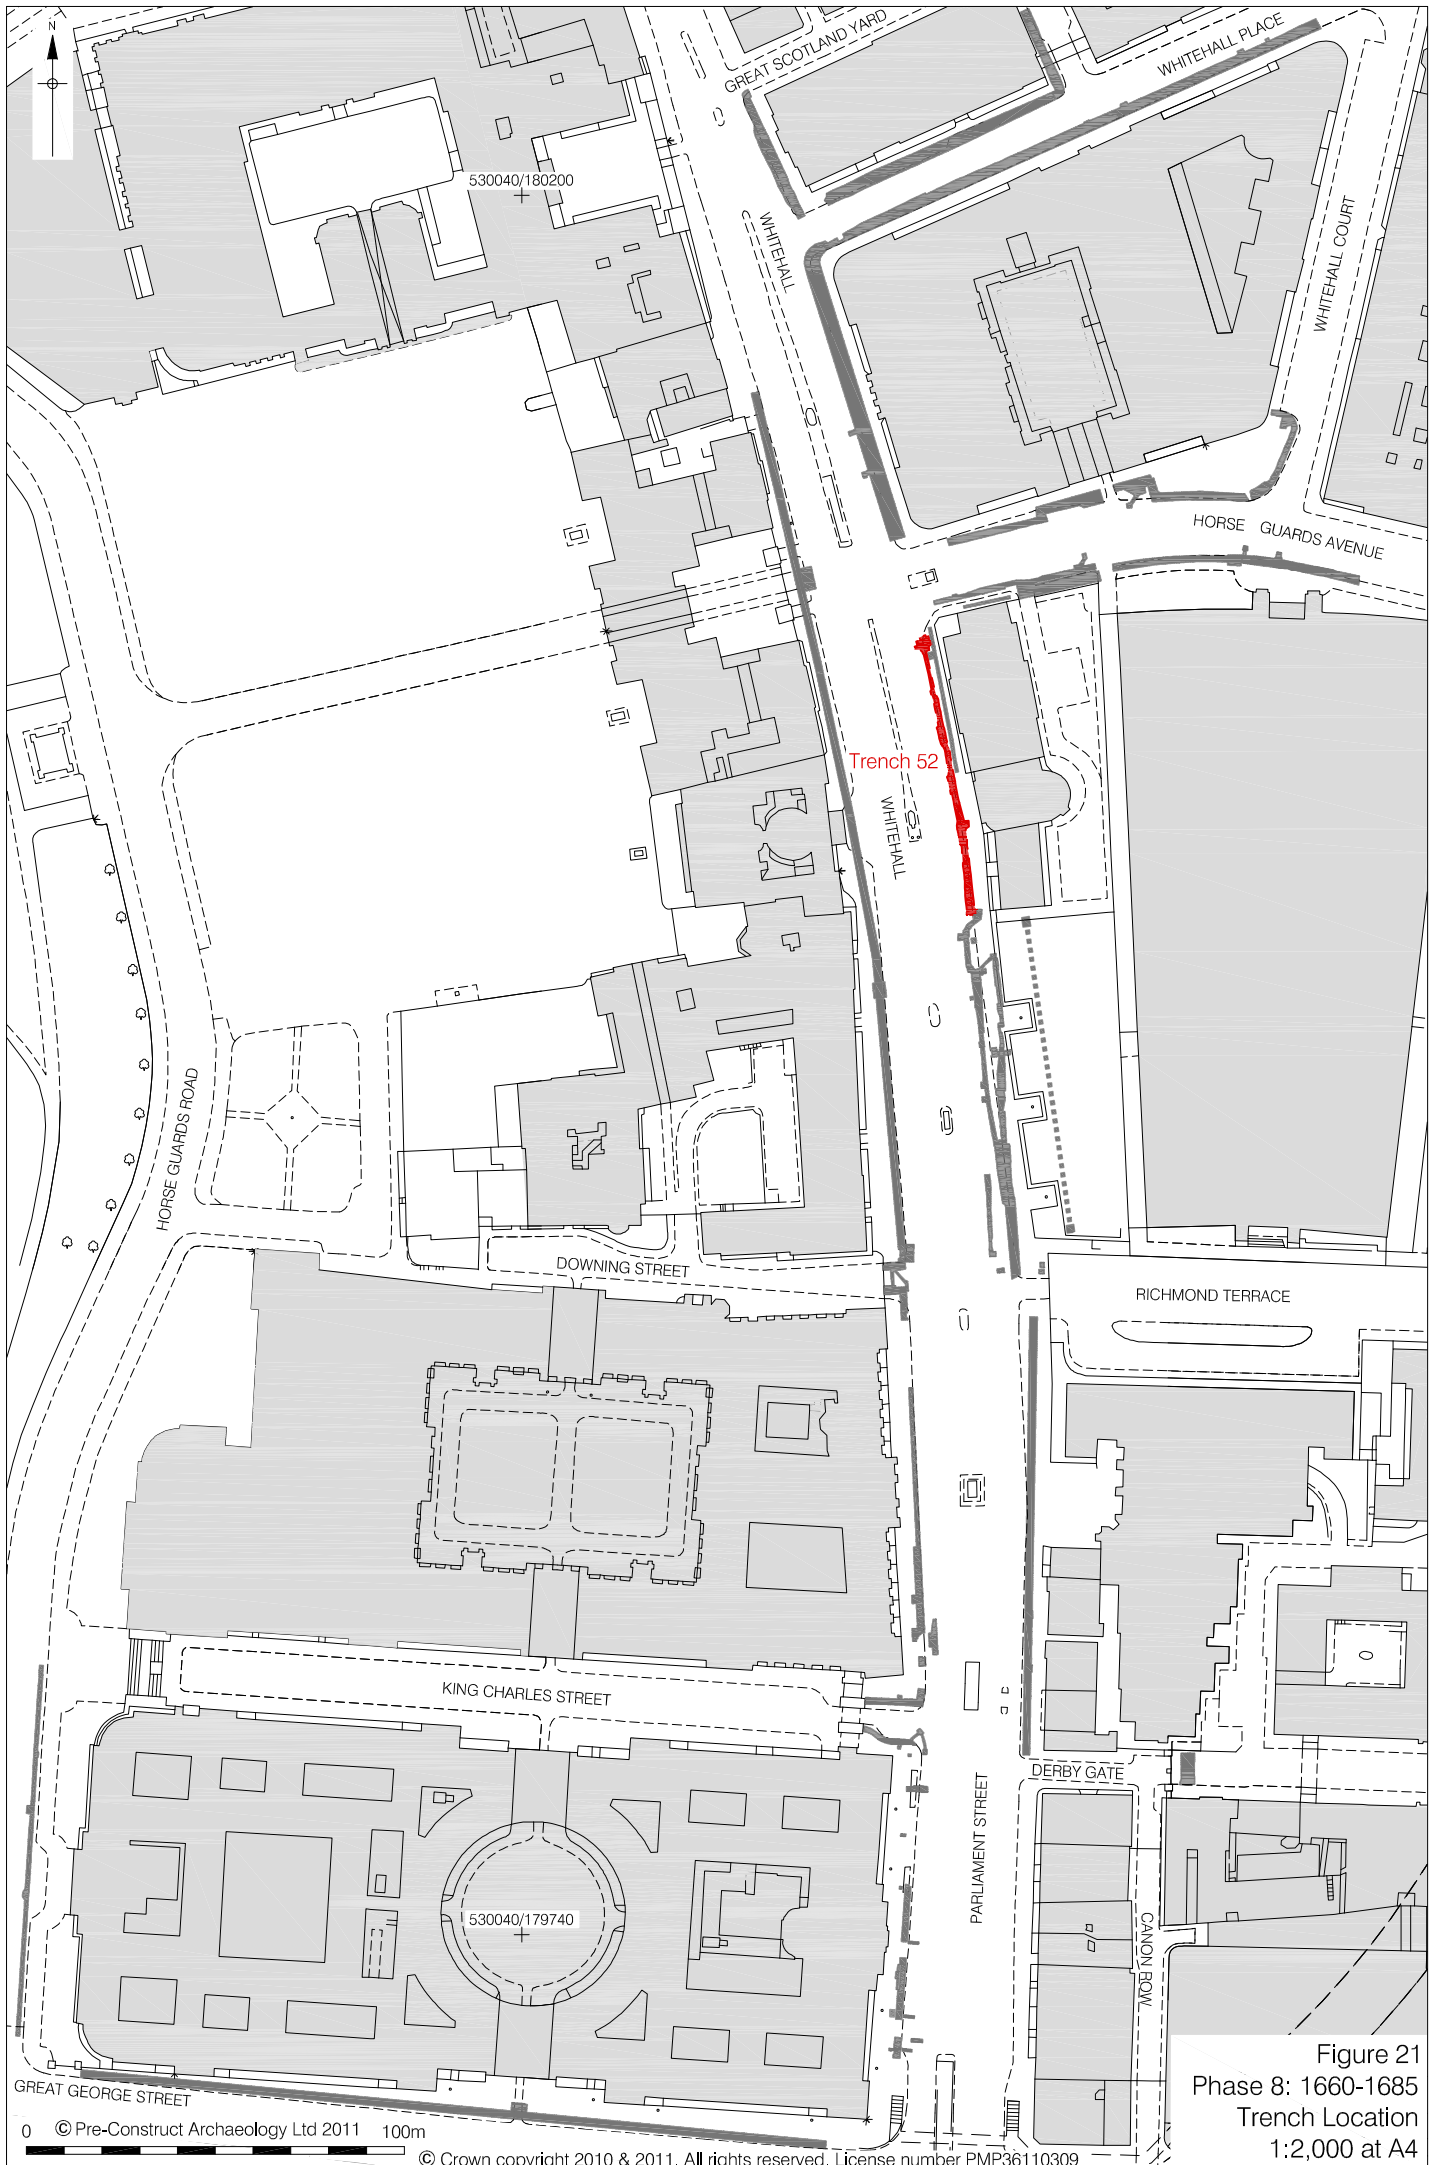 N
GREAT SCOTLAND YARD
WHITEHALL PLACE
530040/180200
WHITEHALL
WHITEHALL COURT
HORSE GUARDS AVENUE
Trench 52
WHITEHALL
HORSE GUARDS ROAD
DOWNING STREET
RICHMOND TERRACE
KING CHARLES STREET
DERBY GATE
PARLIAMENT STREET
530040/179740
CANON ROW
GREAT GEORGE STREET
Figure 21
Phase 8: 1660-1685
Trench Location
1:2,000 at A4
0 © Pre-Construct Archaeology Ltd 2011 100m
© Crown copyright 2010 & 2011. All rights reserved. License number PMP36110309